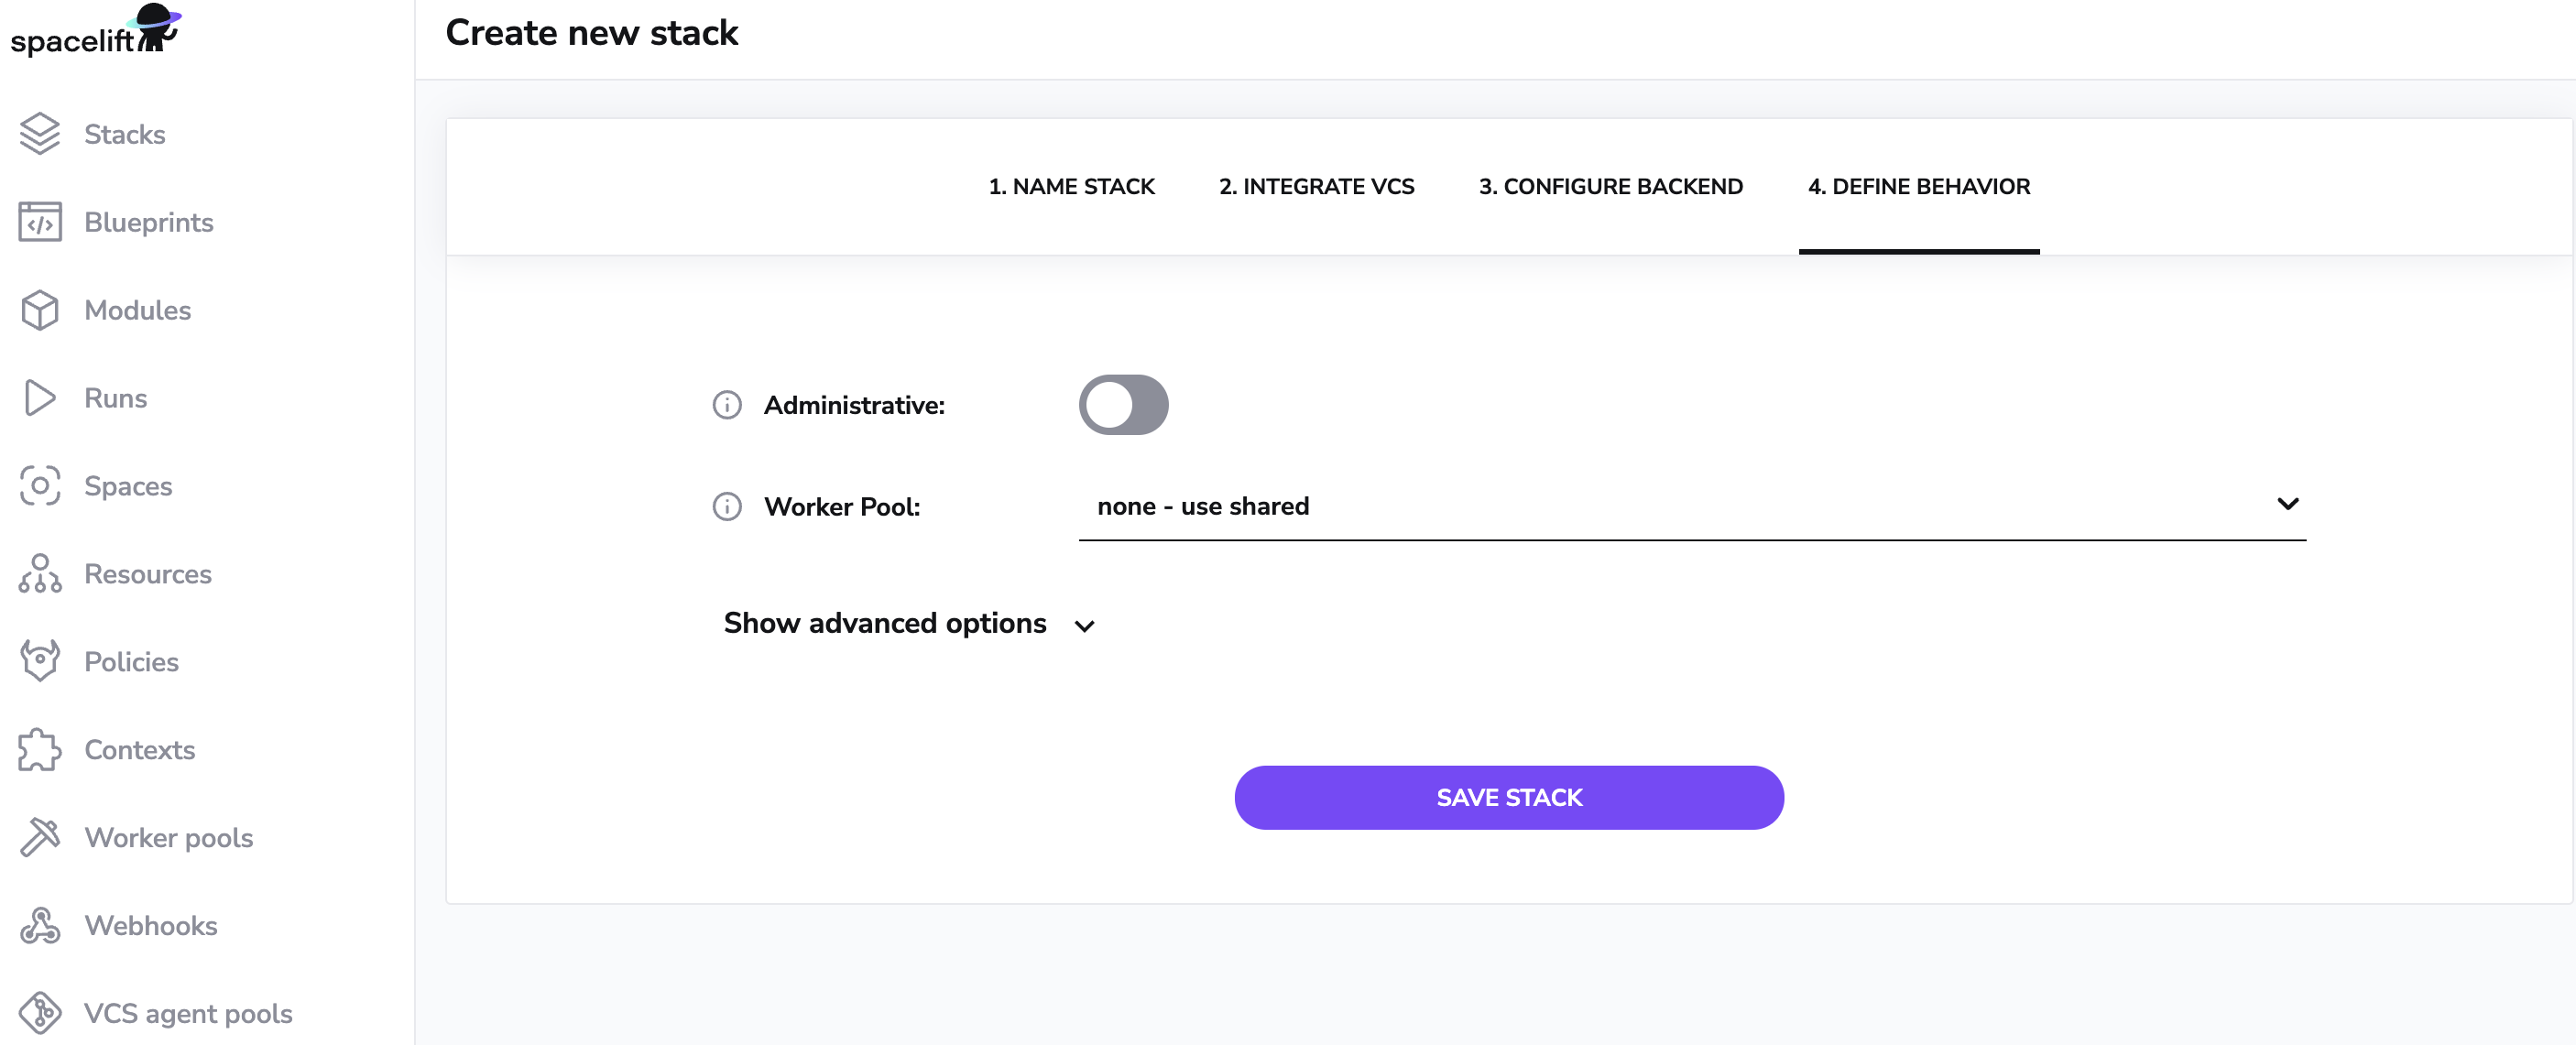 spacelift
Create new stack
Stacks
Blueprints
Modules
Runs
Spaces
Resources
Policies
Contexts
Worker pools
Webhooks
VCS agent pools
1. NAME STACK
2. INTEGRATE VCS
3. CONFIGURE BACKEND
4. DEFINE BEHAVIOR
Administrative:
Worker Pool:
none - use shared
Show advanced options
SAVE STACK